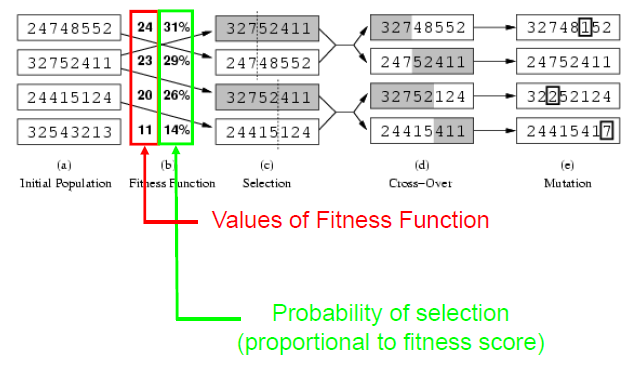 24748552 24 31% 32752411 32748552 32748152
32752411 23 29% 24748552 24752411 24752411
24415124 20 26% 32752411 32752124 32252124
32543213 11 14% 24415124 24415411 24415417
(a) (b) (c) (d) (e)
Initial Population Fitness Function Selection Cross-Over Mutation
Values of Fitness Function
Probability of selection
(proportional to fitness score)